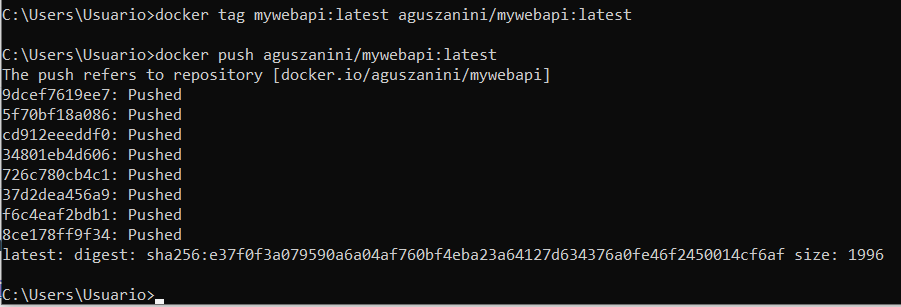 C:\Users\Usuario>docker tag mywebapi:latest aguszanini/mywebapi:latest
C:\Users\Usuario>docker push aguszanini/mywebapi:latest
The push refers to repository [docker.io/aguszanini/mywebapi]
9dcef7619ee7: Pushed
5f70bf18a086: Pushed
cd912eeeddf0: Pushed
34801eb4d606: Pushed
726c780cb4c1: Pushed
37d2dea456a9: Pushed
f6c4eaf2bdb1: Pushed
8ce178ff9f34: Pushed
latest: digest: sha256:e37f0f3a079590a6a04af760bf4eba23a64127d634376a0fe46f2450014cf6af size: 1996
C:\Users\Usuario>